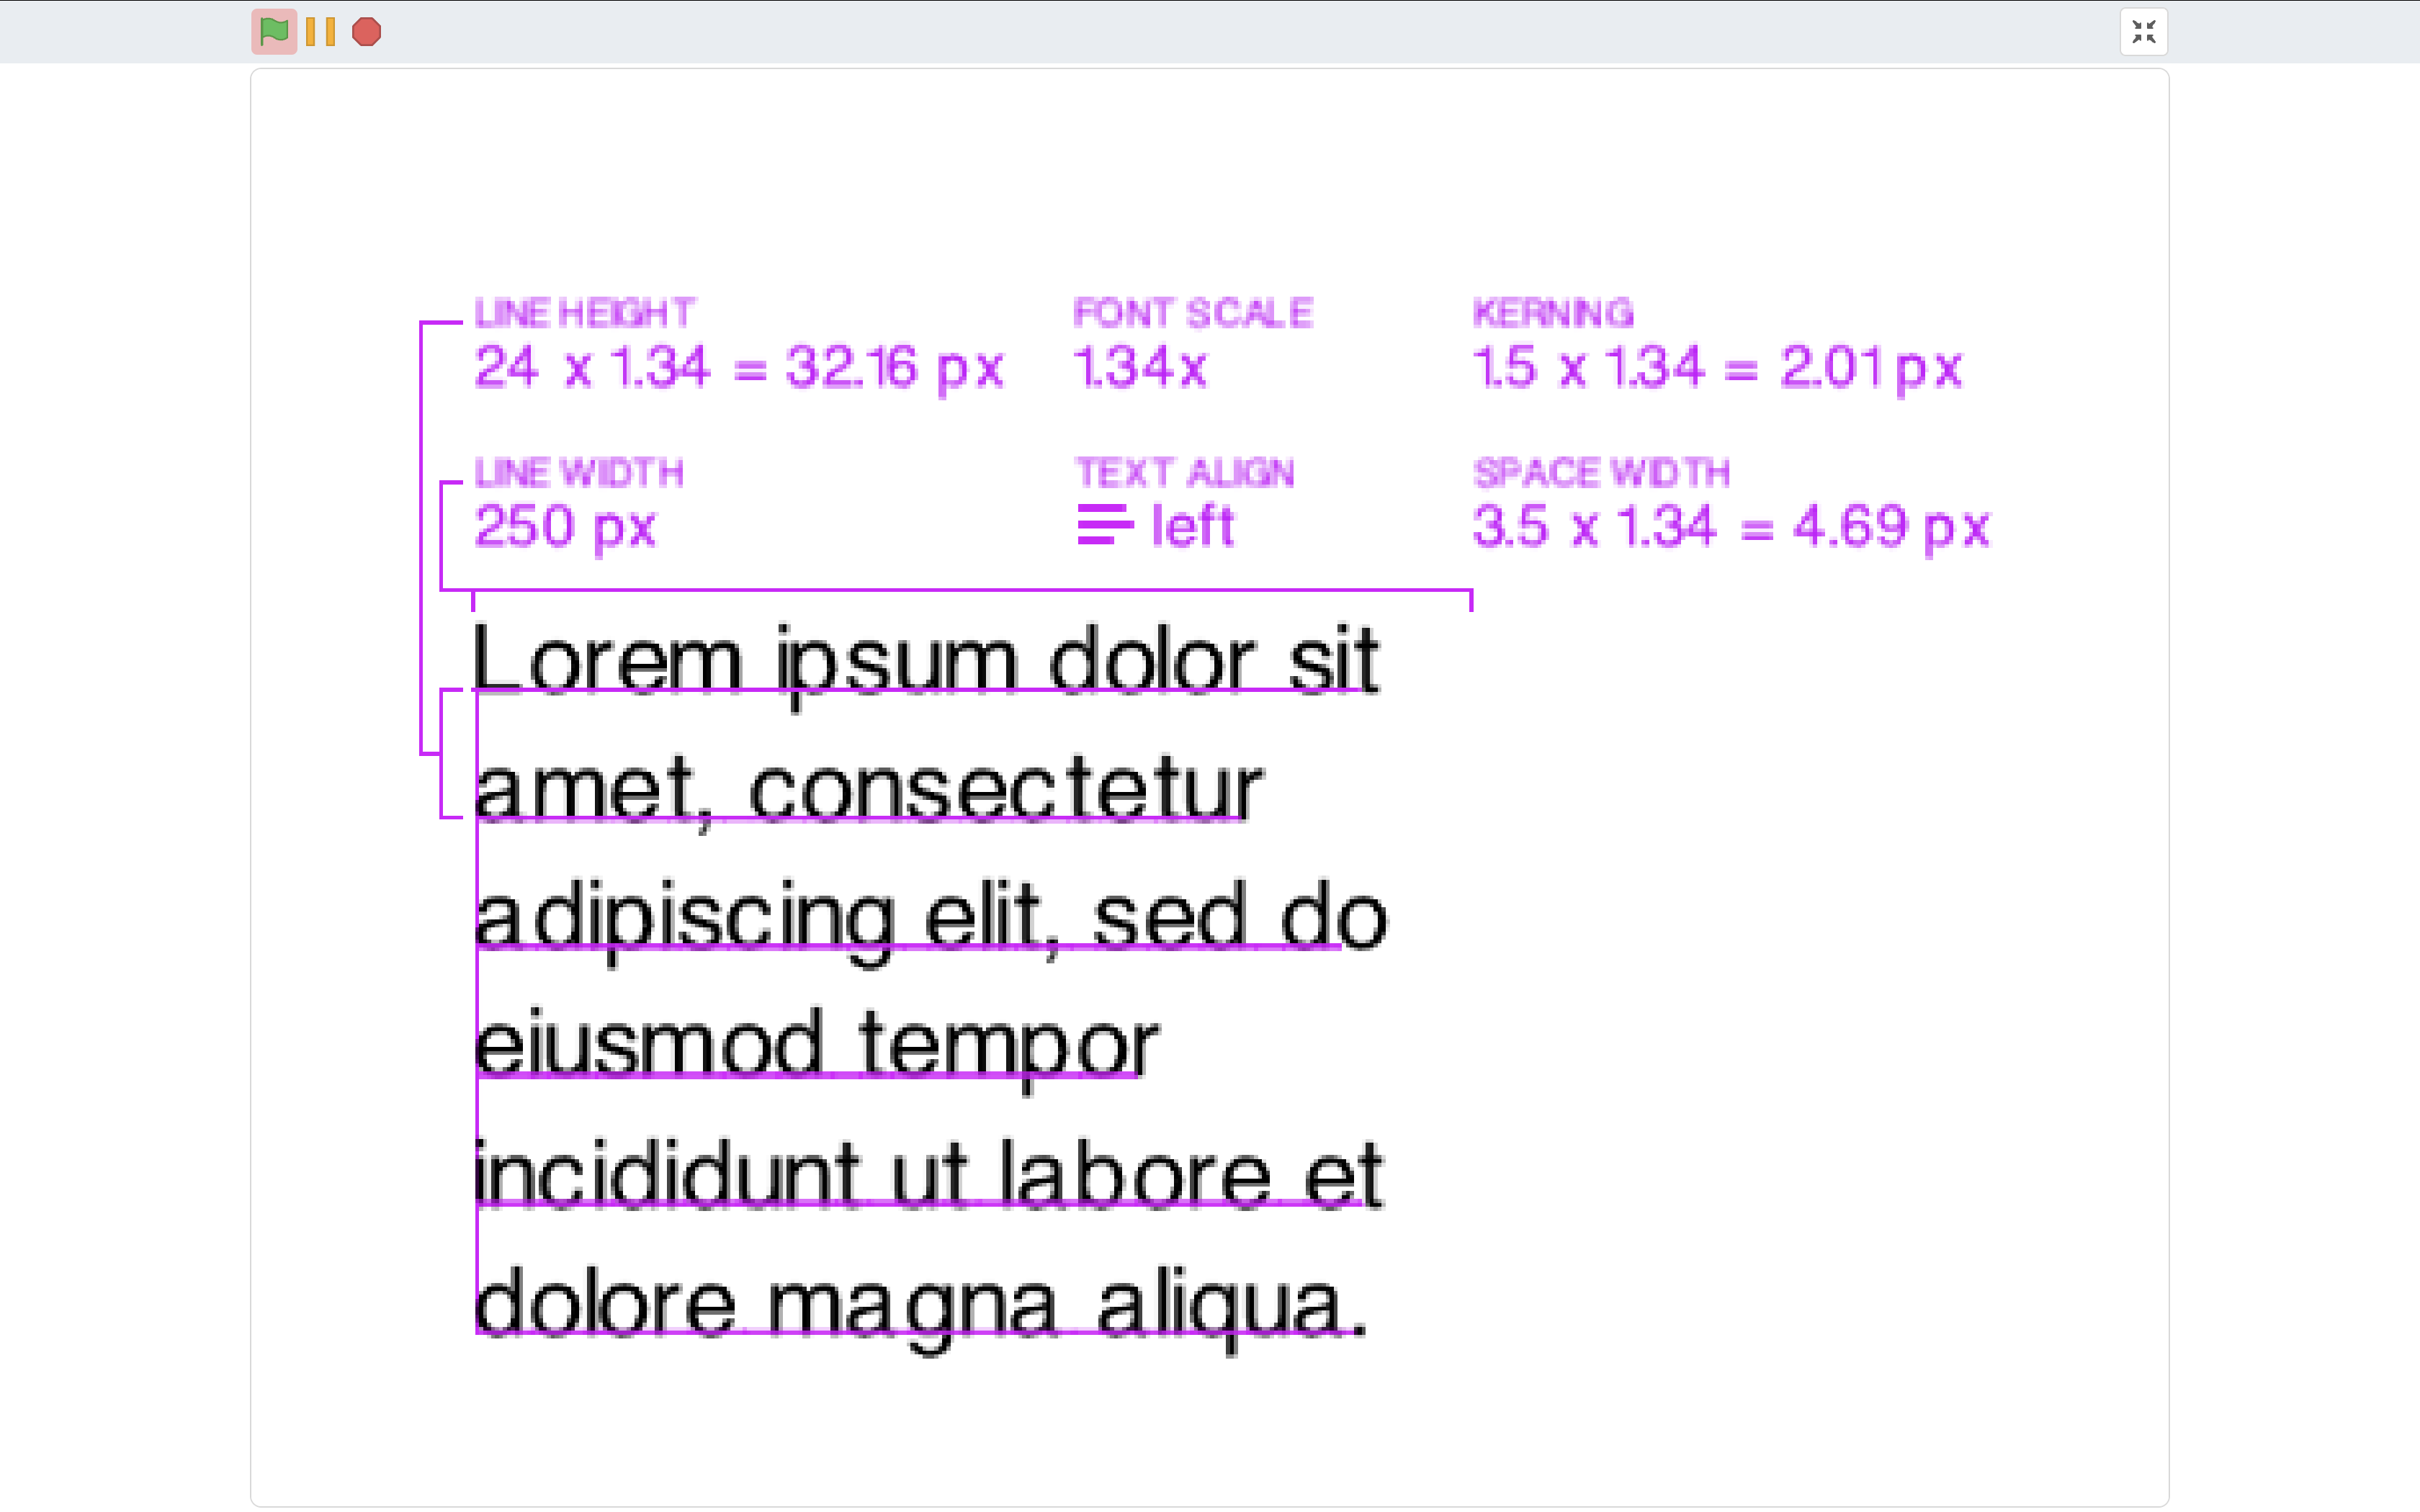 LINE HEIGHT FONT SCALE KERNING
24 x 1.34 = 32.16 px 1.34x 1.5 x 1.34 = 2.01 px
LINE WIDTH TEXT ALIGN SPACE WIDTH
250 px left 3.5 x 1.34 = 4.69 px
Lorem ipsum dolor sit
amet, consectetur
adipiscing elit, sed do
eiusmod tempor
incididunt ut labore et
dolore magna aliqua.